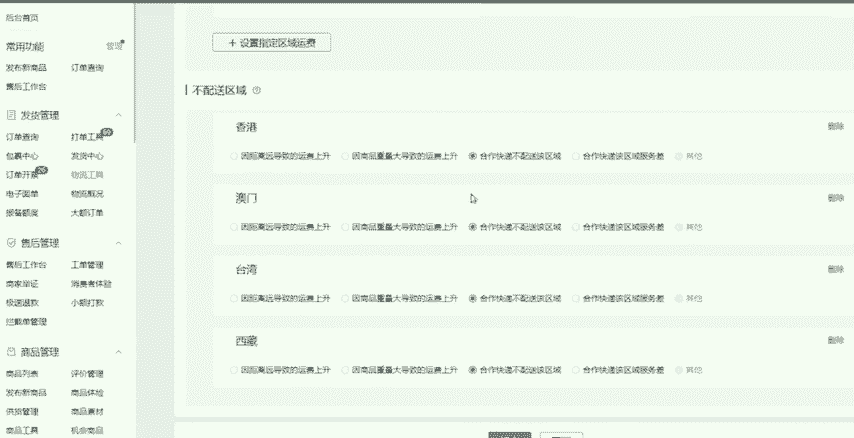 后台首页
常用功能 管理
发布新商品 订单查询
售后工作台
发货管理
订单查询 打单工具
包裹中心 发货中心
订单开票
物流工具
电子面单 物流概况
报备额度 大额订单
售后管理
售后工作台 工单管理
商家举证 消费者体验
极速退款 小额打款
拦截单管理
商品管理
商品列表 评价管理
发布新商品 商品体检
供货管理 商品素材
商品工具 机会商品
+ 设置指定区域运费
不配送区域
香港 删除
因距离远导致的运费上升 因商品重量大导致的运费上升 合作快递不配送该区域 合作快递该区域服务差 其他
澳门 删除
因距离远导致的运费上升 因商品重量大导致的运费上升 合作快递不配送该区域 合作快递该区域服务差 其他
台湾 删除
因距离远导致的运费上升 因商品重量大导致的运费上升 合作快递不配送该区域 合作快递该区域服务差 其他
西藏 删除
因距离远导致的运费上升 因商品重量大导致的运费上升 合作快递不配送该区域 合作快递该区域服务差 其他